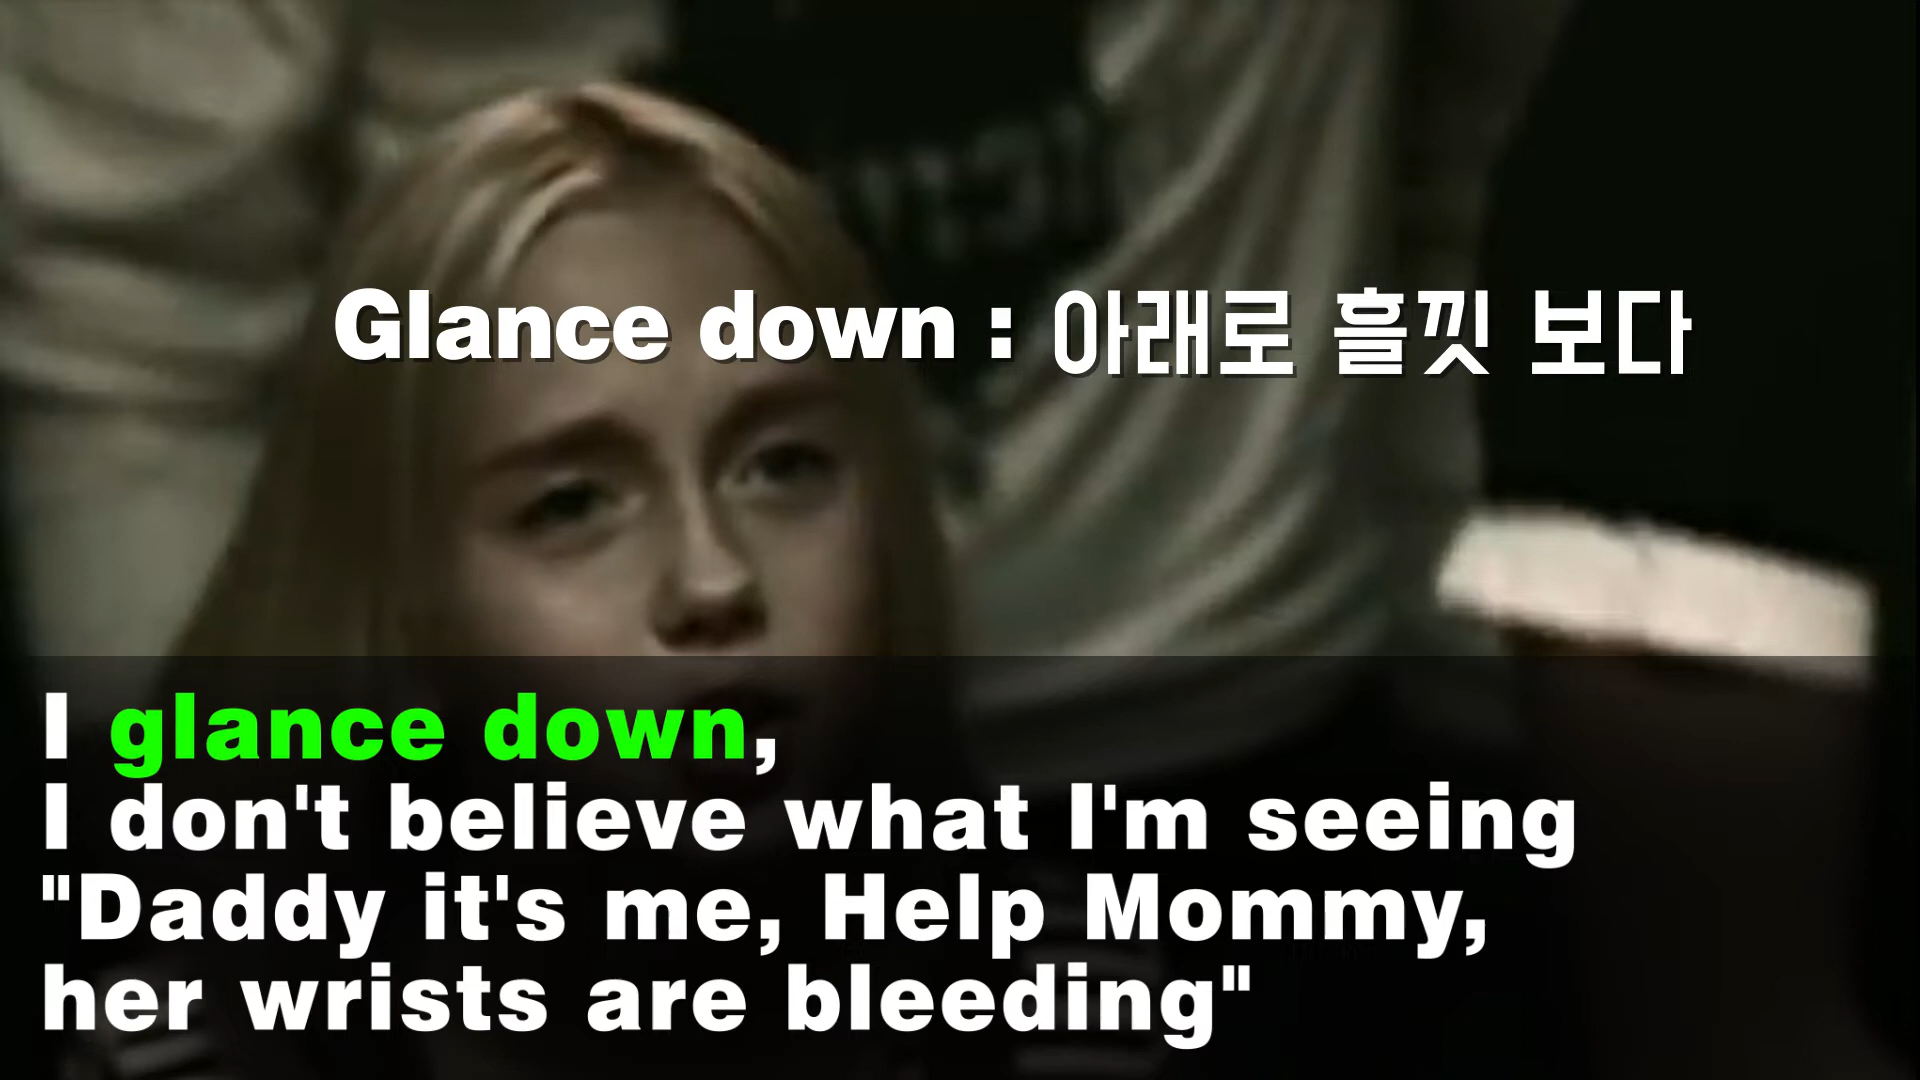 Glance down : 아래로 흘낏 보다
I glance down,
I don't believe what I'm seeing
"Daddy it's me, Help Mommy,
her wrists are bleeding"